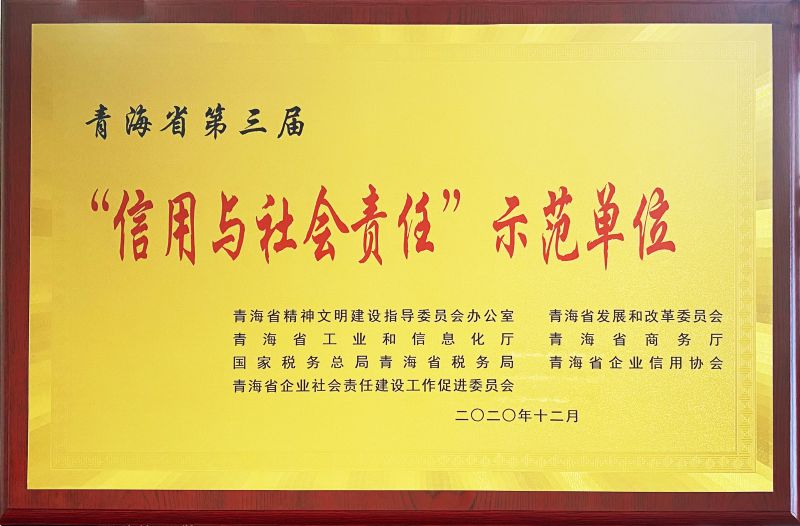 青海省第三届
“信用与社会责任”示范单位
青海省精神文明建设指导委员会办公室 青海省发展和改革委员会
青海省工业和信息化厅 青海省商务厅
国家税务总局青海省税务局 青海省企业信用协会
青海省企业社会责任建设工作促进委员会
二〇二〇年十二月